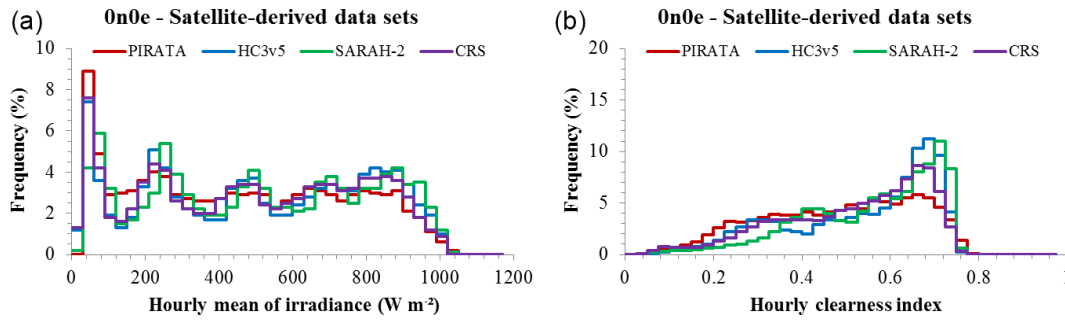 (a)
0n0e - Satellite-derived data sets
PIRATA HC3v5 SARAH-2 CRS
Frequency (%)
10
8
6
4
2
0
0 200 400 600 800 1000 1200
Hourly mean of irradiance (W m⁻²)
(b)
0n0e - Satellite-derived data sets
PIRATA HC3v5 SARAH-2 CRS
Frequency (%)
20
15
10
5
0
0 0.2 0.4 0.6 0.8 1
Hourly clearness index